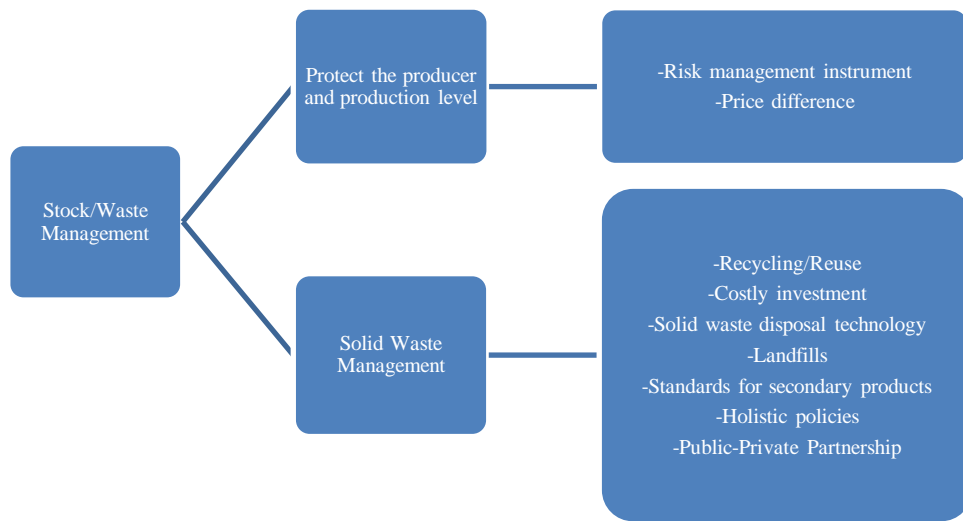 Stock/Waste
Management
Protect the producer
and production level
-Risk management instrument
-Price difference
Solid Waste
Management
-Recycling/Reuse
-Costly investment
-Solid waste disposal technology
-Landfills
-Standards for secondary products
-Holistic policies
-Public-Private Partnership